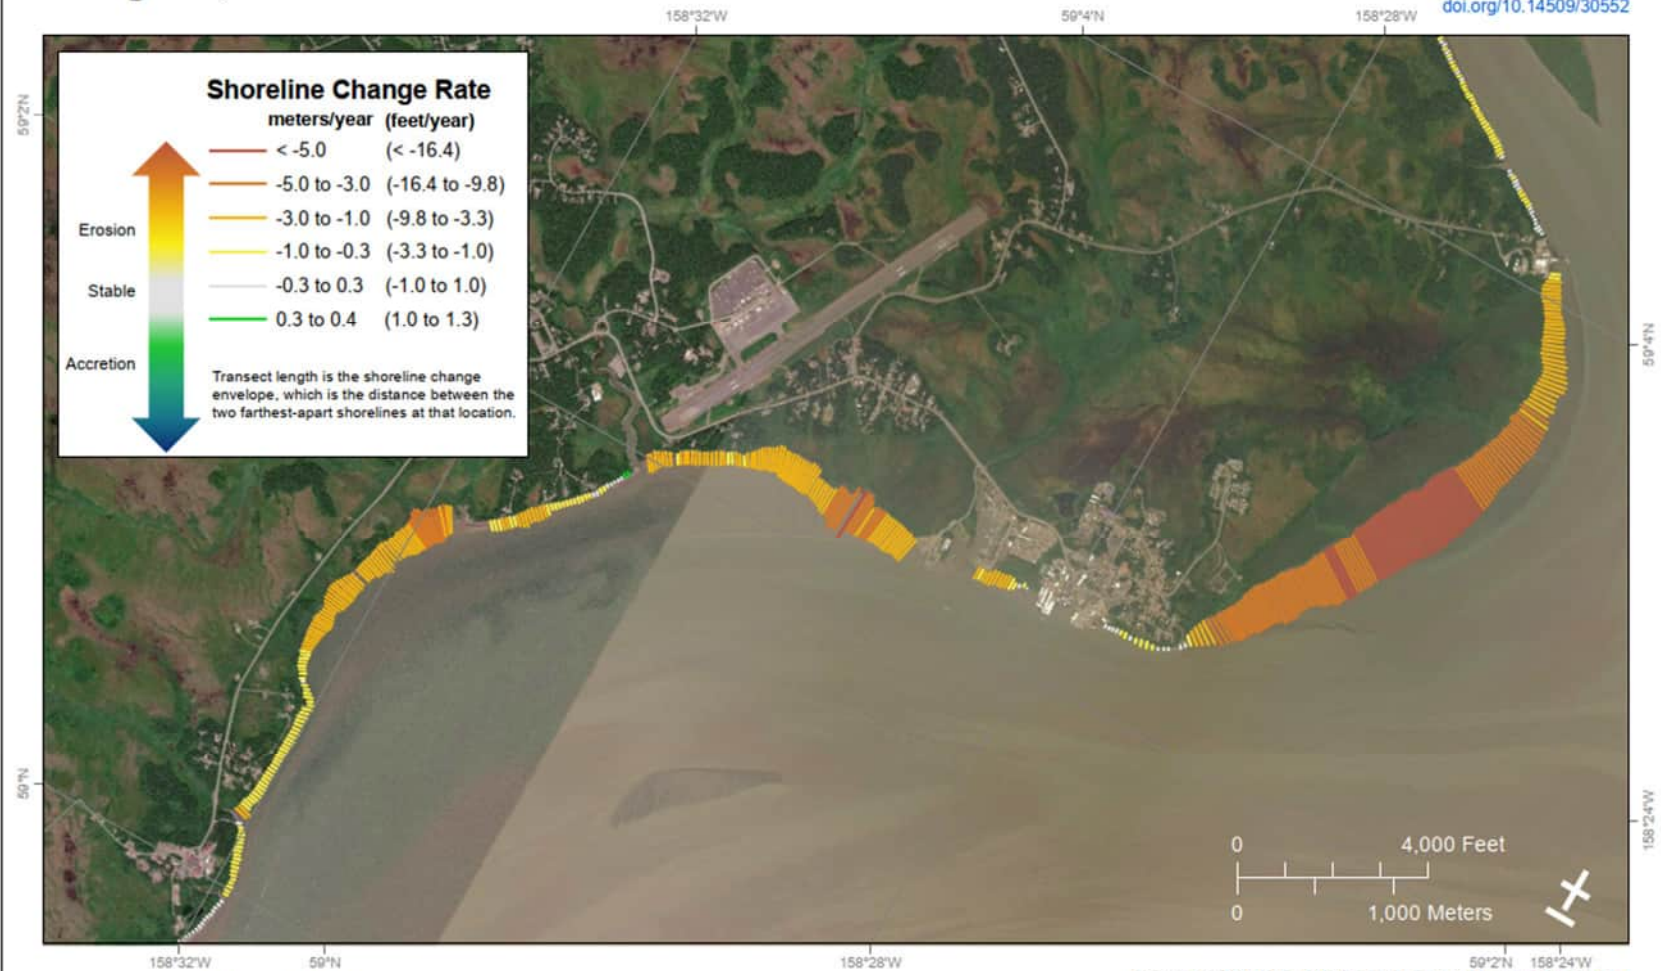 158°32'W
59°4'N
158°28'W
doi.org/10.14509/30552
59°2'N
Shoreline Change Rate
meters/year (feet/year)
< -5.0 (< -16.4)
-5.0 to -3.0 (-16.4 to -9.8)
Erosion
-3.0 to -1.0 (-9.8 to -3.3)
-1.0 to -0.3 (-3.3 to -1.0)
Stable
-0.3 to 0.3 (-1.0 to 1.0)
0.3 to 0.4 (1.0 to 1.3)
Accretion
Transect length is the shoreline change
envelope, which is the distance between the
two farthest-apart shorelines at that location.
59°4'N
59°N
158°24'W
0 4,000 Feet
0 1,000 Meters
158°32'W
59°N
158°28'W
59°2'N
158°24'W